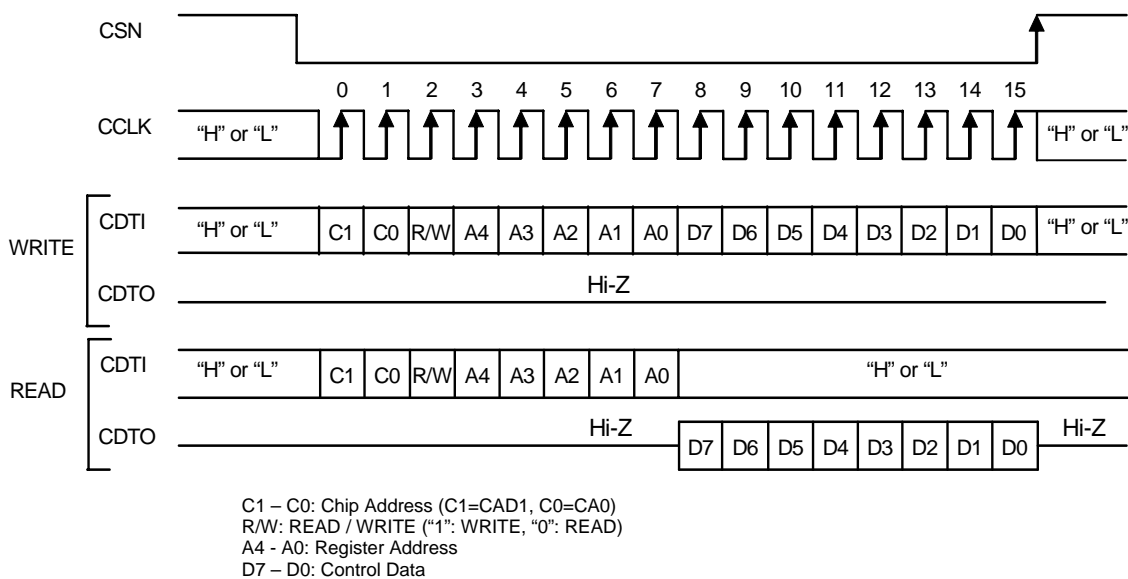 CSN
0 1 2 3 4 5 6 7 8 9 10 11 12 13 14 15
CCLK “H” or “L” “H” or “L”
WRITE
CDTI “H” or “L” C1 C0 R/W A4 A3 A2 A1 A0 D7 D6 D5 D4 D3 D2 D1 D0 “H” or “L”
CDTO Hi-Z
READ
CDTI “H” or “L” C1 C0 R/W A4 A3 A2 A1 A0 “H” or “L”
CDTO Hi-Z D7 D6 D5 D4 D3 D2 D1 D0 Hi-Z
C1 – C0: Chip Address (C1=CAD1, C0=CA0)
R/W: READ / WRITE (“1”: WRITE, “0”: READ)
A4 - A0: Register Address
D7 – D0: Control Data